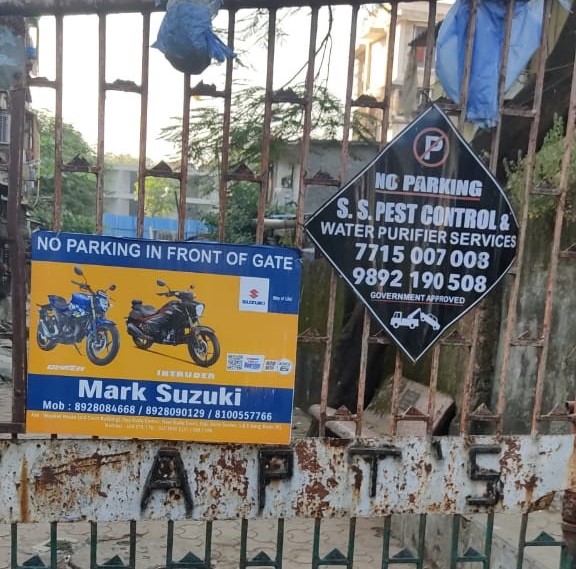 NO PARKING IN FRONT OF GATE
SUZUKI
Way of Life!
GIXXER
INTRUDER
Mark Suzuki
Mob : 8928084668 / 8928090129 / 8100557766
P
NO PARKING
S. S. PEST CONTROL &
WATER PURIFIER SERVICES
7715 007 008
9892 190 508
GOVERNMENT APPROVED
APT'S